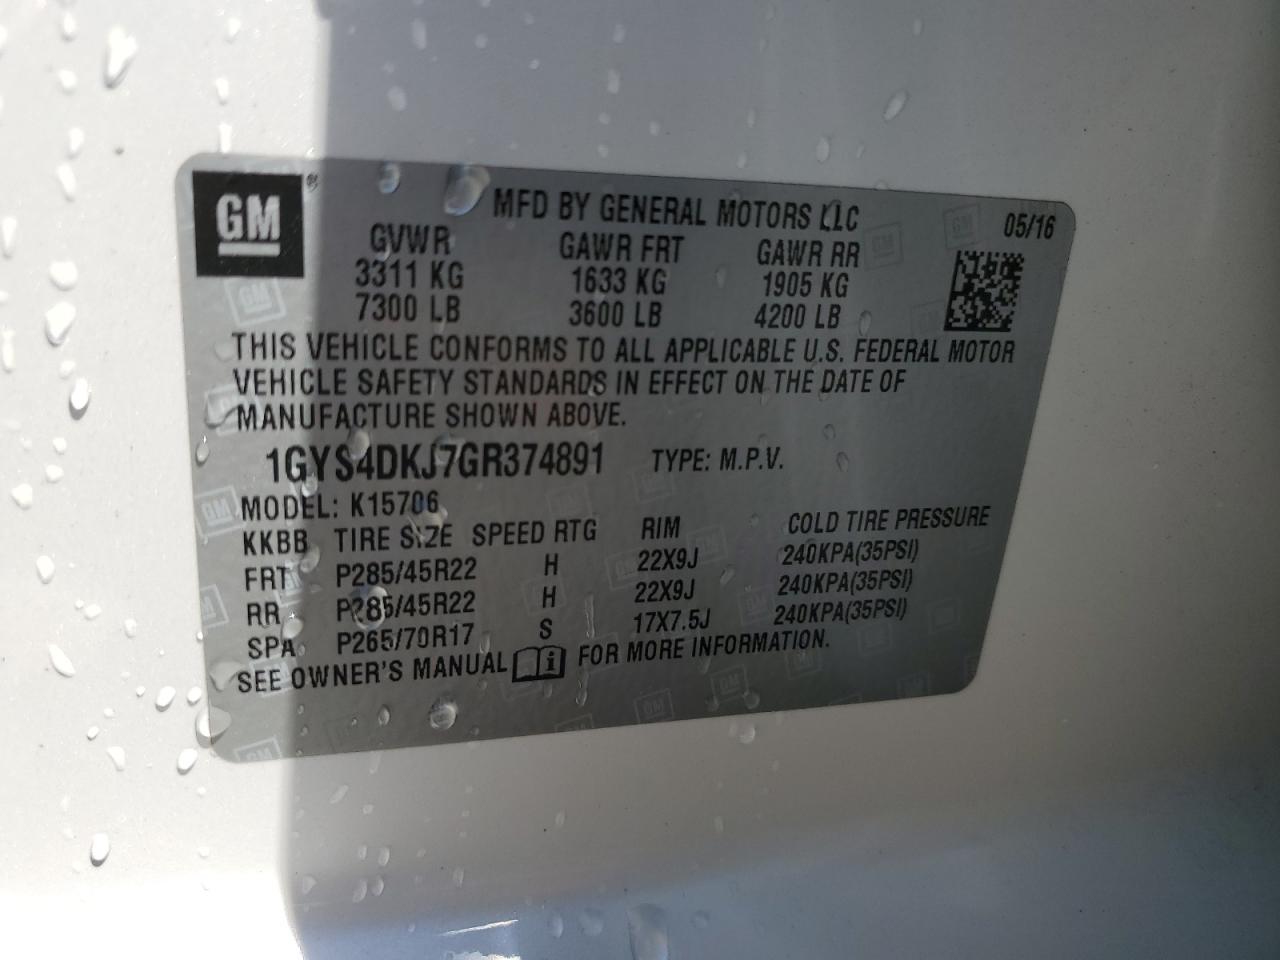 GM ®
MFD BY GENERAL MOTORS LLC 05/16
GVWR GAWR FRT GAWR RR
3311 KG 1633 KG 1905 KG
7300 LB 3600 LB 4200 LB
THIS VEHICLE CONFORMS TO ALL APPLICABLE U.S. FEDERAL MOTOR
VEHICLE SAFETY STANDARDS IN EFFECT ON THE DATE OF
MANUFACTURE SHOWN ABOVE.
1GYS4DKJ7GR374891 TYPE: M.P.V.
MODEL: K15706
KKBB TIRE SIZE SPEED RTG RIM COLD TIRE PRESSURE
FRT P285/45R22 H 22X9J 240KPA(35PSI)
RR P285/45R22 H 22X9J 240KPA(35PSI)
SPA P265/70R17 S 17X7.5J 240KPA(35PSI)
SEE OWNER'S MANUAL i FOR MORE INFORMATION.